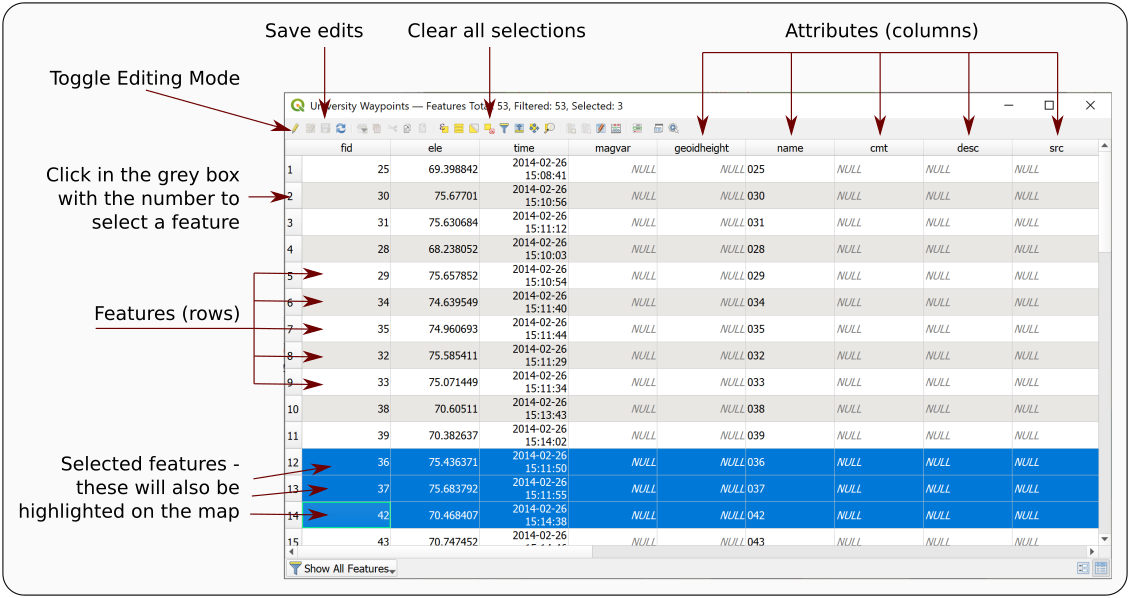 Save edits
Clear all selections
Attributes (columns)
Toggle Editing Mode
University Waypoints — Features Total: 53, Filtered: 53, Selected: 3
fid ele time magvar geoidheight name cmt desc src
Click in the grey box
with the number to
select a feature
1 25 69.398842 2014-02-26 15:08:41 NULL NULL 025 NULL NULL NULL
2 30 75.67701 2014-02-26 15:10:56 NULL NULL 030 NULL NULL NULL
3 31 75.630684 2014-02-26 15:11:12 NULL NULL 031 NULL NULL NULL
4 28 68.238052 2014-02-26 15:10:03 NULL NULL 028 NULL NULL NULL
5 29 75.657852 2014-02-26 15:10:54 NULL NULL 029 NULL NULL NULL
Features (rows)
6 34 74.639549 2014-02-26 15:11:40 NULL NULL 034 NULL NULL NULL
7 35 74.960693 2014-02-26 15:11:44 NULL NULL 035 NULL NULL NULL
8 32 75.585411 2014-02-26 15:11:29 NULL NULL 032 NULL NULL NULL
9 33 75.071449 2014-02-26 15:11:34 NULL NULL 033 NULL NULL NULL
10 38 70.60511 2014-02-26 15:13:43 NULL NULL 038 NULL NULL NULL
11 39 70.382637 2014-02-26 15:14:02 NULL NULL 039 NULL NULL NULL
Selected features -
these will also be
highlighted on the map
12 36 75.436371 2014-02-26 15:11:50 NULL NULL 036 NULL NULL NULL
13 37 75.683792 2014-02-26 15:11:55 NULL NULL 037 NULL NULL NULL
14 42 70.468407 2014-02-26 15:14:38 NULL NULL 042 NULL NULL NULL
15 43 70.747452 2014-02-26 NULL NULL 043 NULL NULL NULL
Show All Features